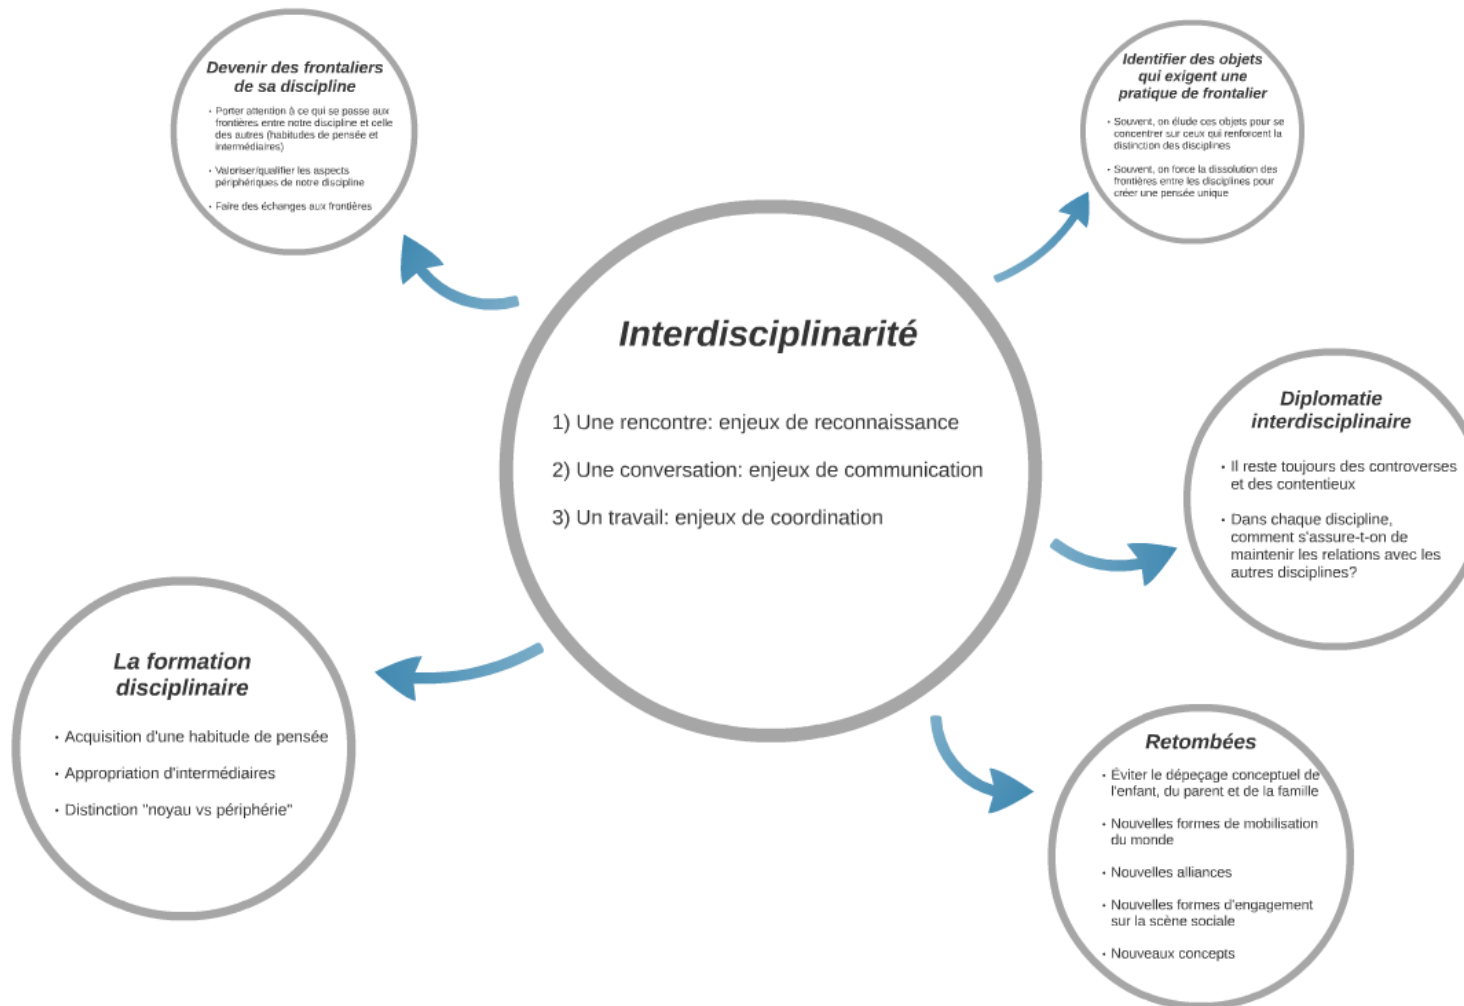 Devenir des frontaliers
de sa discipline
• Porter attention à ce qui se passe aux
frontières entre notre discipline et celle
des autres (habitudes de pensée et
intermédiaires)
• Valoriser/qualifier les aspects
périphériques de notre discipline
• Faire des échanges aux frontières
Identifier des objets
qui exigent une
pratique de frontalier
• Souvent, on élude ces objets pour se
concentrer sur ceux qui renforcent la
distinction des disciplines
• Souvent, on force la dissolution des
frontières entre les disciplines pour
créer une pensée unique
Interdisciplinarité
1) Une rencontre: enjeux de reconnaissance
2) Une conversation: enjeux de communication
3) Un travail: enjeux de coordination
Diplomatie
interdisciplinaire
• Il reste toujours des controverses
et des contentieux
• Dans chaque discipline,
comment s'assure-t-on de
maintenir les relations avec les
autres disciplines?
La formation
disciplinaire
• Acquisition d'une habitude de pensée
• Appropriation d'intermédiaires
• Distinction "noyau vs périphérie"
Retombées
• Éviter le dépeçage conceptuel de
l'enfant, du parent et de la famille
• Nouvelles formes de mobilisation
du monde
• Nouvelles alliances
• Nouvelles formes d'engagement
sur la scène sociale
• Nouveaux concepts